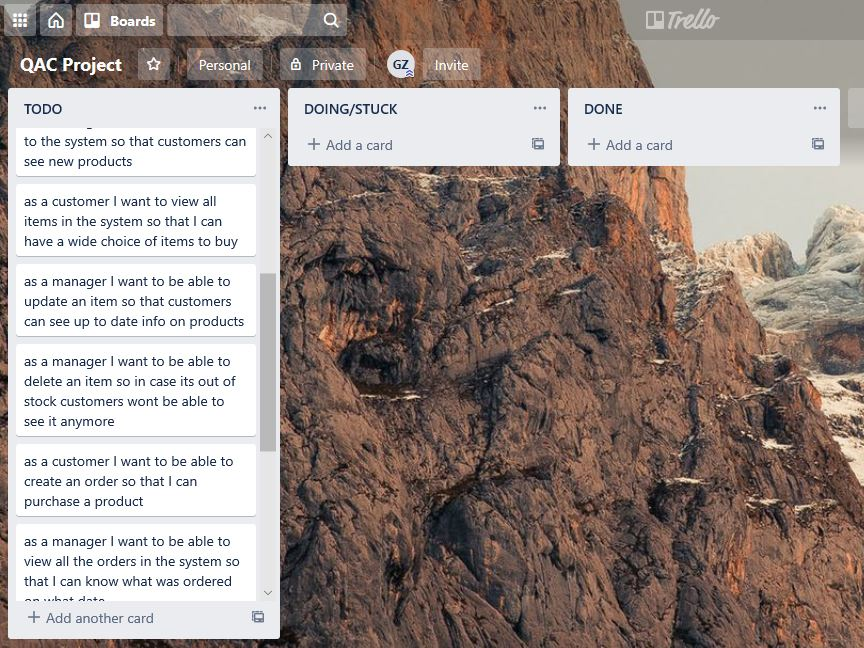 Boards
Trello
QAC Project
Personal
Private
GZ
Invite
TODO
to the system so that customers can
see new products
as a customer I want to view all
items in the system so that I can
have a wide choice of items to buy
as a manager I want to be able to
update an item so that customers
can see up to date info on products
as a manager I want to be able to
delete an item so in case its out of
stock customers wont be able to
see it anymore
as a customer I want to be able to
create an order so that I can
purchase a product
as a manager I want to be able to
view all the orders in the system so
that I can know what was ordered
on what date
Add another card
DOING/STUCK
Add a card
DONE
Add a card